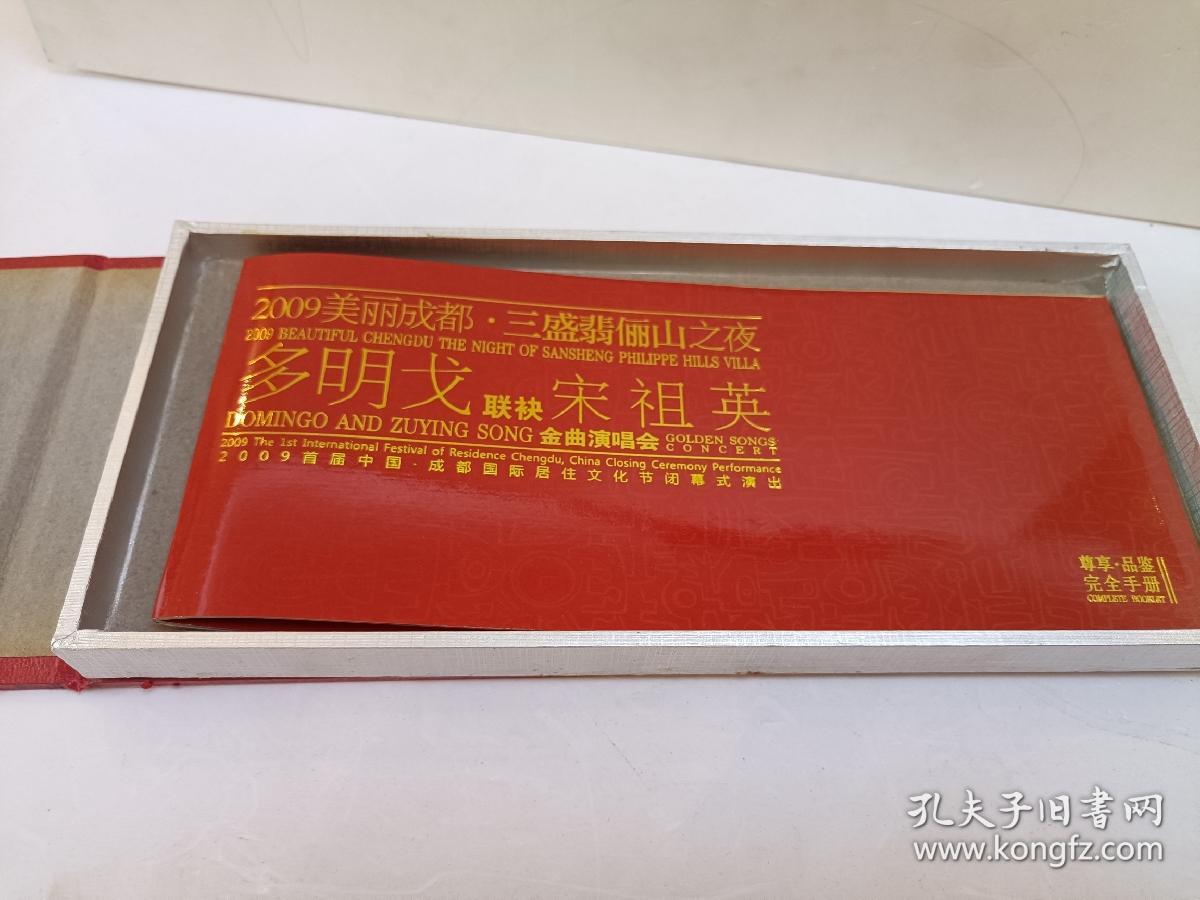 2009美丽成都·三盛翡俪山之夜
2009 BEAUTIFUL CHENGDU THE NIGHT OF SANSHENG PHILIPPE HILLS VILLA
多明戈 联袂 宋祖英
DOMINGO AND ZUYING SONG 金曲演唱会 GOLDEN SONGS CONCERT
2009 The 1st International Festival of Residence Chengdu, China Closing Ceremony Performance
2009首届中国·成都国际居住文化节闭幕式演出
尊享·品鉴
完全手册
COMPLETE BOOKLET
孔夫子旧书网
www.kongfz.com